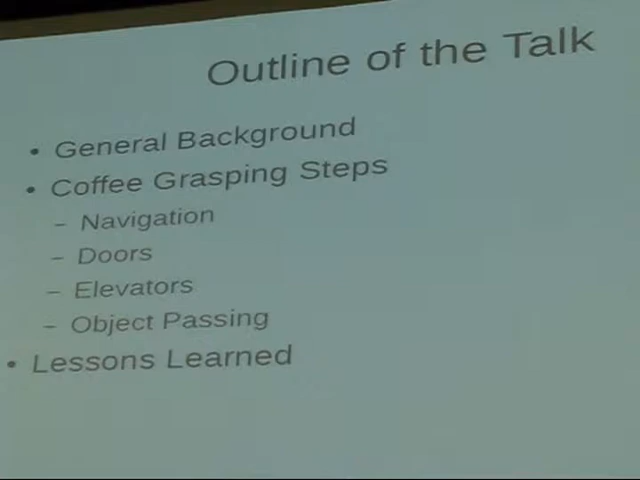 Outline of the Talk
• General Background
• Coffee Grasping Steps
– Navigation
– Doors
– Elevators
– Object Passing
• Lessons Learned